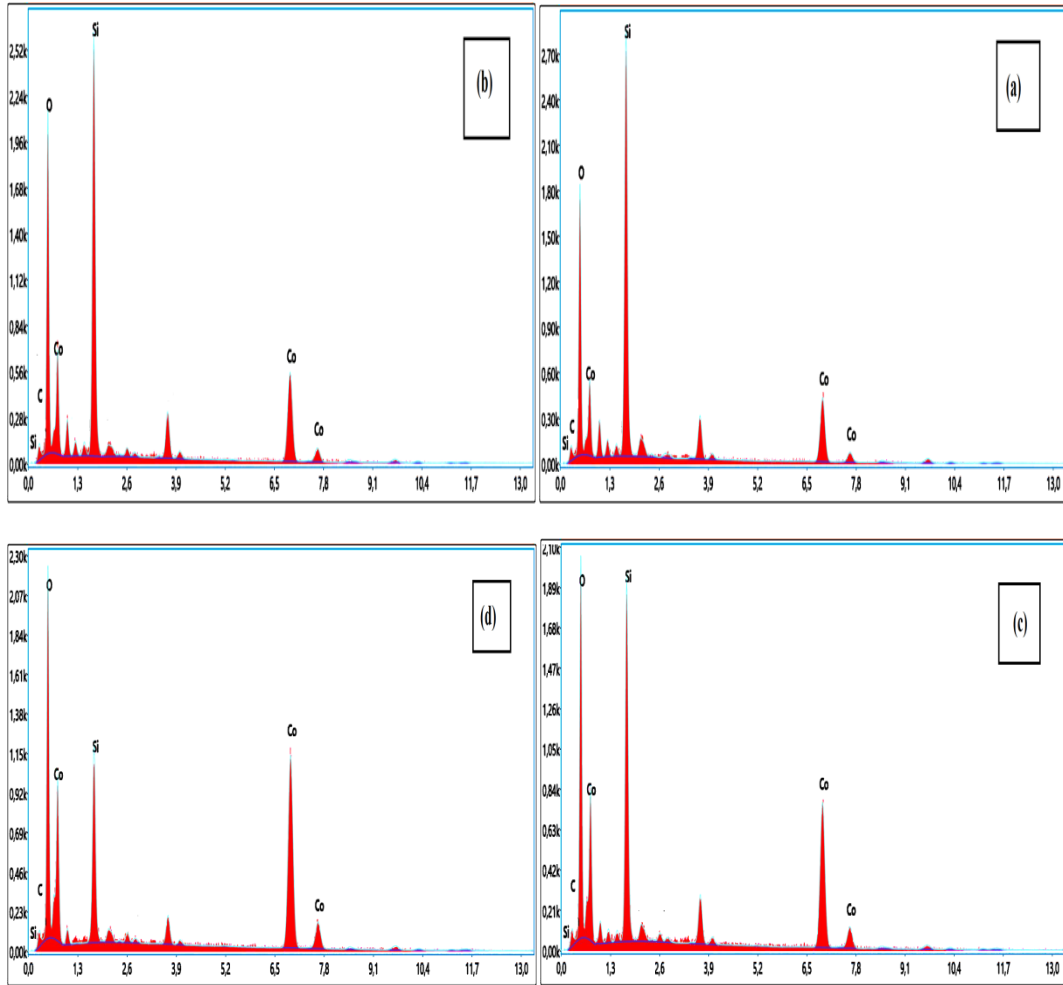 (b)
Si
O
Co
C
Si
Co
Co
2,52k
2,24k
1,96k
1,68k
1,40k
1,12k
0,84k
0,56k
0,28k
0,00k
0,0 1,3 2,6 3,9 5,2 6,5 7,8 9,1 10,4 11,7 13,0
(a)
Si
O
Co
C
Si
Co
Co
2,70k
2,40k
2,10k
1,80k
1,50k
1,20k
0,90k
0,60k
0,30k
0,00k
0,0 1,3 2,6 3,9 5,2 6,5 7,8 9,1 10,4 11,7 13,0
(d)
O
Co
Si
C
Si
Co
Co
2,30k
2,07k
1,84k
1,61k
1,38k
1,15k
0,92k
0,69k
0,46k
0,23k
0,00k
0,0 1,3 2,6 3,9 5,2 6,5 7,8 9,1 10,4 11,7 13,0
(c)
O
Si
Co
C
Si
Co
Co
2,10k
1,89k
1,68k
1,47k
1,26k
1,05k
0,84k
0,63k
0,42k
0,21k
0,00k
0,0 1,3 2,6 3,9 5,2 6,5 7,8 9,1 10,4 11,7 13,0